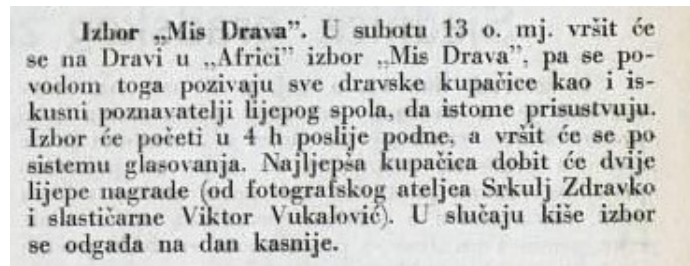 Izbor „Mis Drava”. U subotu 13 o. mj. vršit će
se na Dravi u „Africi” izbor „Mis Drava”, pa se po-
vodom toga pozivaju sve dravske kupačice kao i is-
kusni poznavatelji lijepog spola, da istome prisustvuju.
Izbor će početi u 4 h poslije podne, a vršit će se po
sistemu glasovanja. Najljepša kupačica dobit će dvije
lijepe nagrade (od fotografskog ateljea Srkulj Zdravko
i slastičarne Viktor Vukalović). U slučaju kiše izbor
se odgađa na dan kasnije.